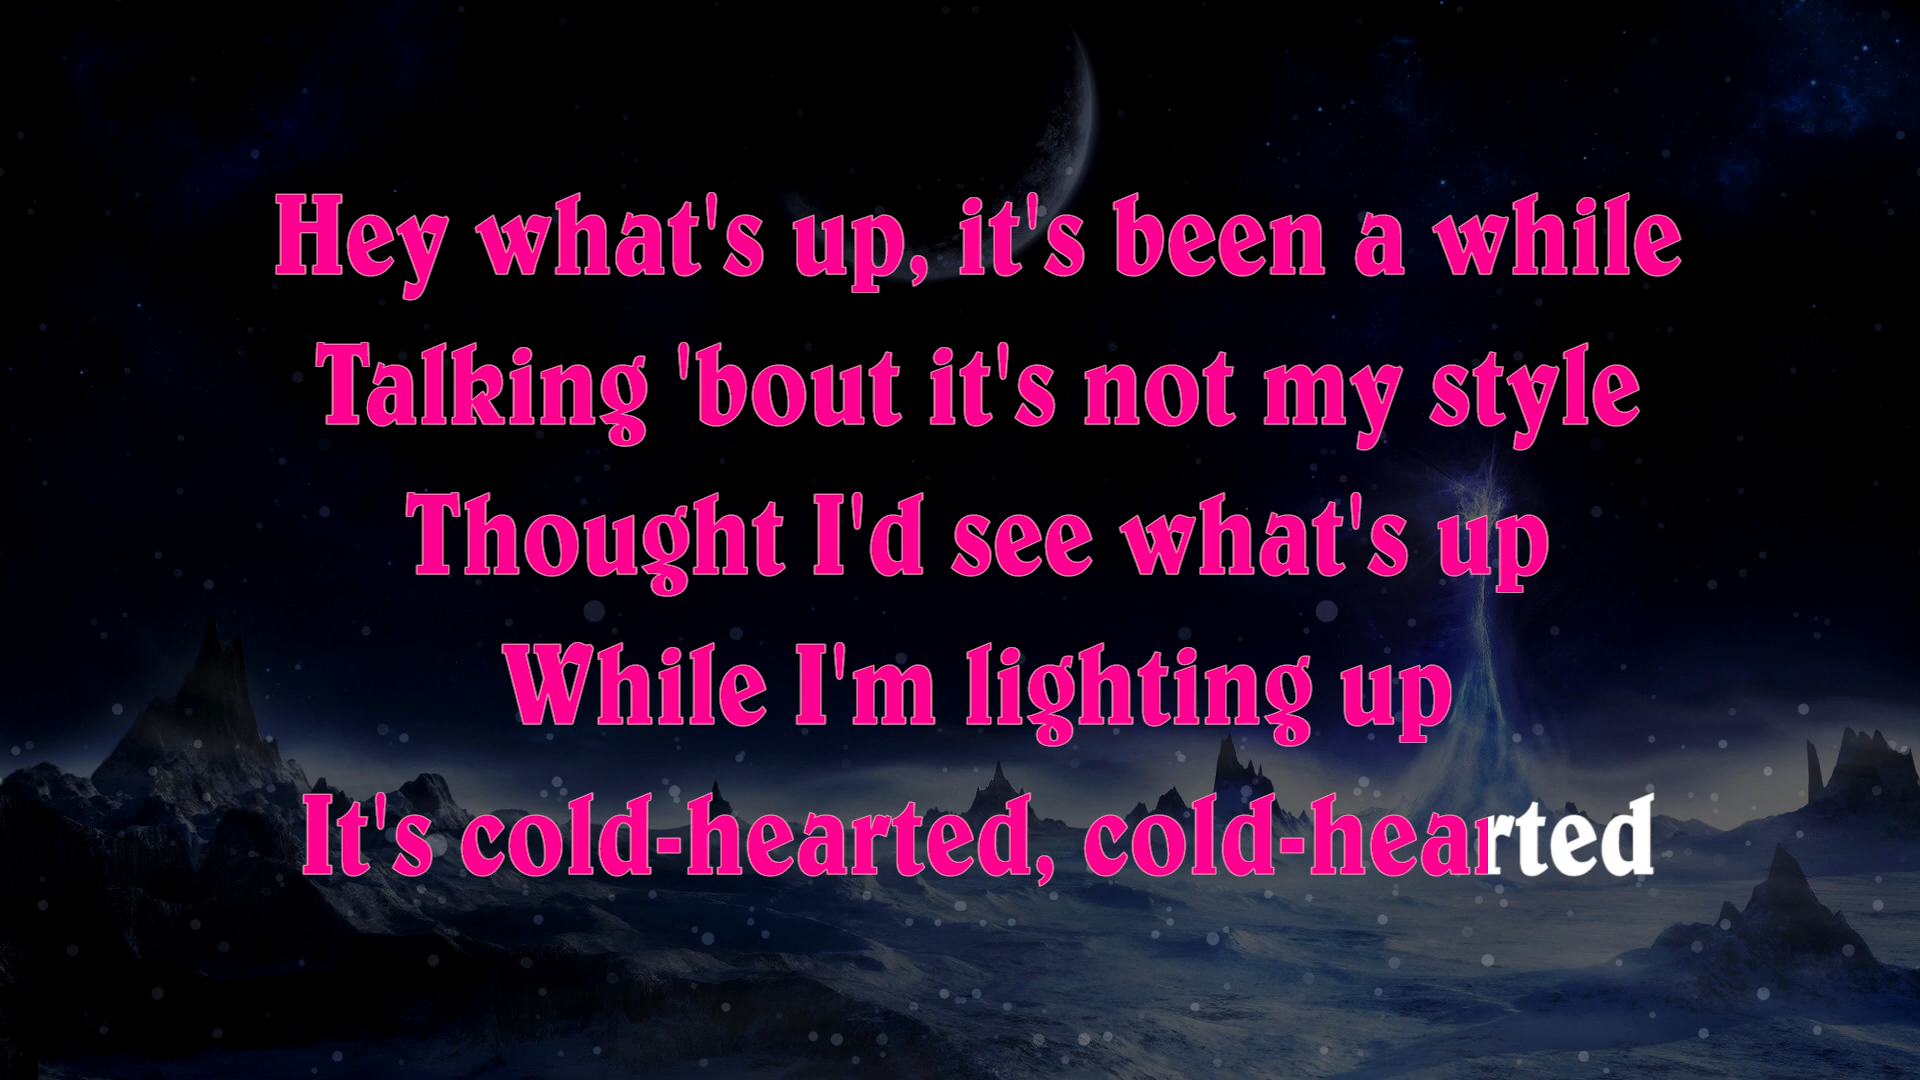 Hey what's up, it's been a while
Talking 'bout it's not my style
Thought I'd see what's up
While I'm lighting up
It's cold-hearted, cold-hearted